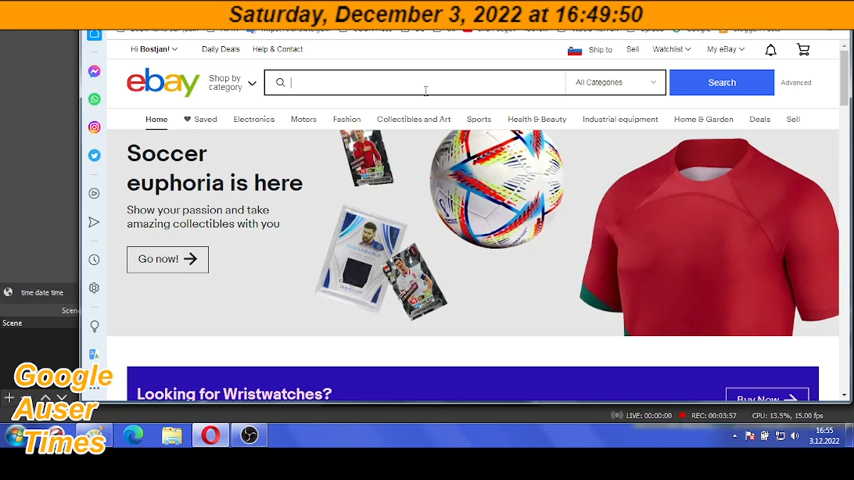 Saturday, December 3, 2022 at 16:49:50
Hi Bostjan! Daily Deals Help & Contact Ship to Sell Watchlist My eBay
ebay Shop by category All Categories Search Advanced
Home Saved Electronics Motors Fashion Collectibles and Art Sports Health & Beauty Industrial equipment Home & Garden Deals Sell
Soccer
euphoria is here
Show your passion and take
amazing collectibles with you
Go now!
time date time
Scene
Looking for Wristwatches?
Buy Now
Google
Auser
Times
LIVE: 00:00:00 REC: 00:03:57 CPU: 13.5%, 15.00 fps
16:55
3.12.2022